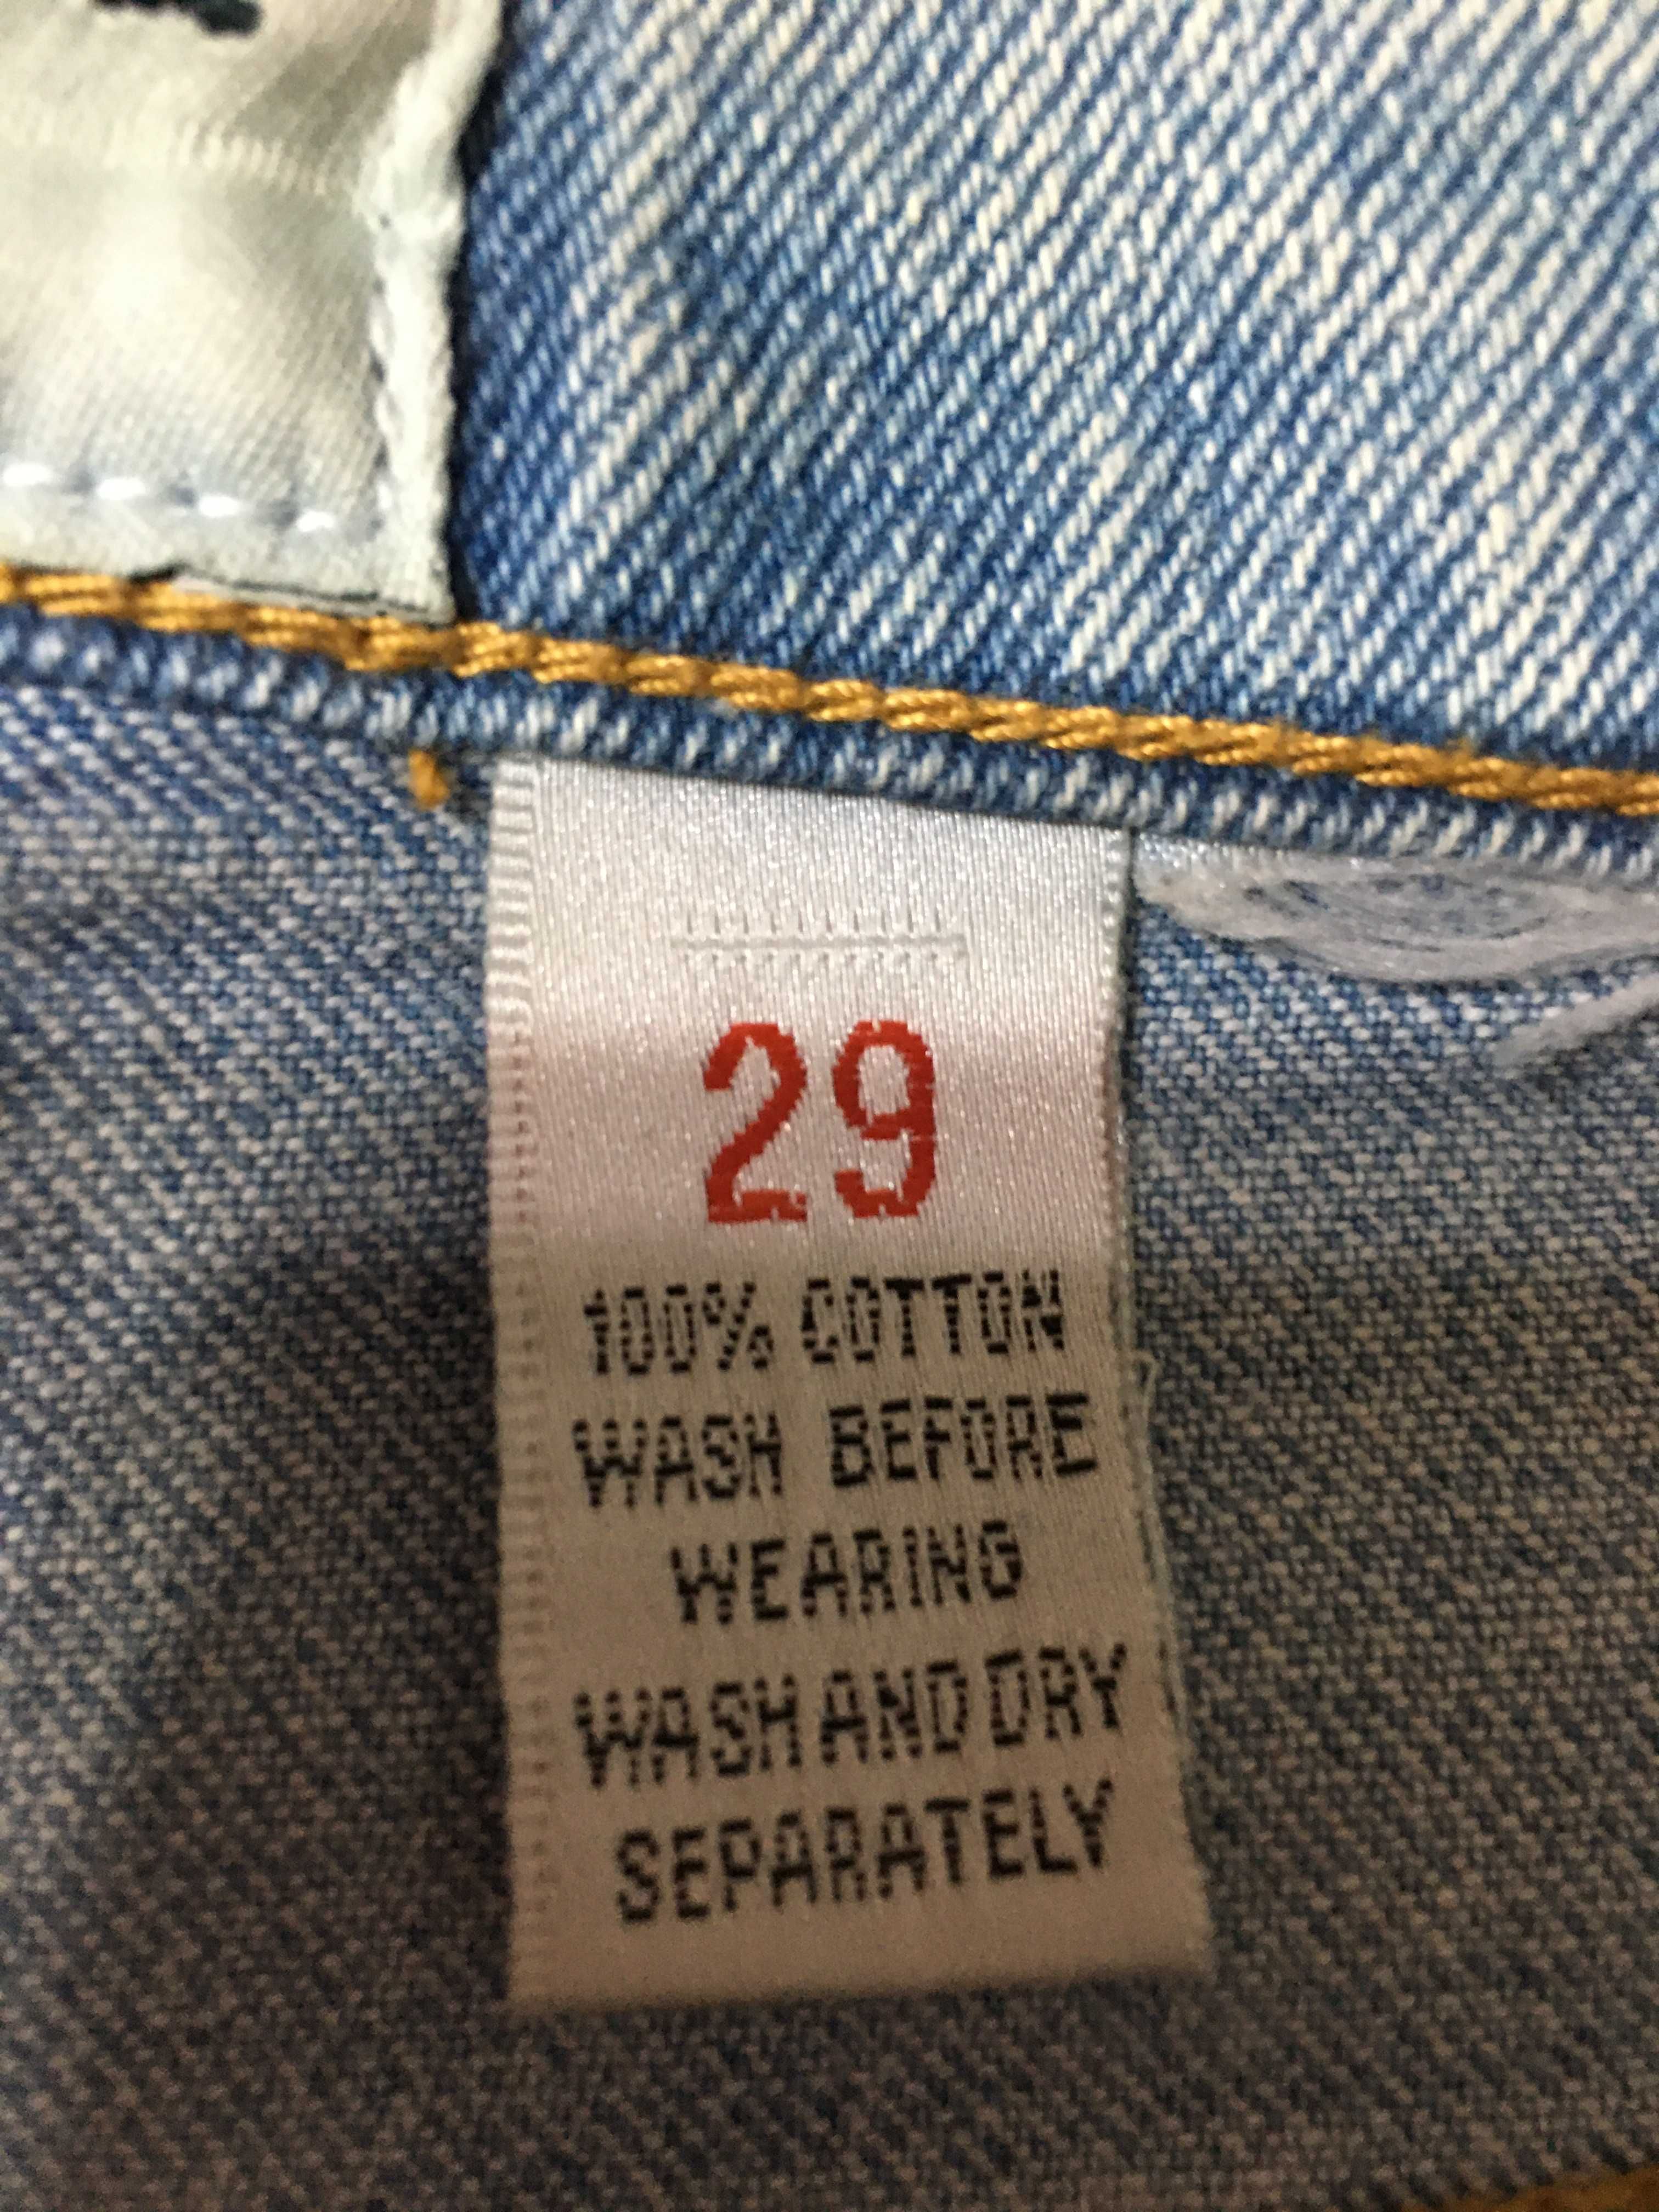 29
100% COTTON
WASH BEFORE
WEARING
WASH AND DRY
SEPARATELY